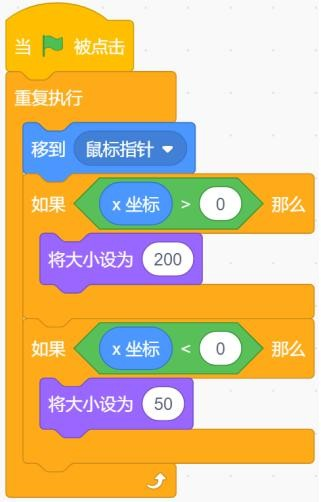 当 被点击
重复执行
移到 鼠标指针
如果 x 坐标 > 0 那么
将大小设为 200
如果 x 坐标 < 0 那么
将大小设为 50